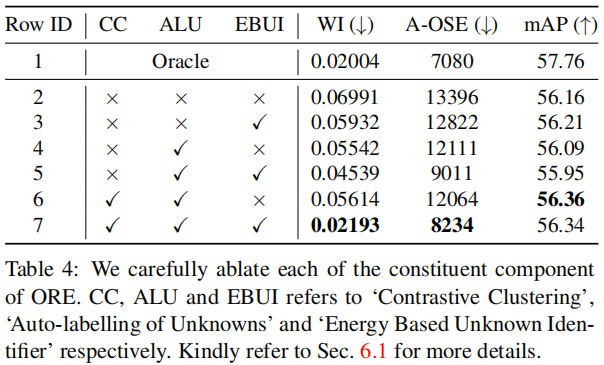 Row ID CC ALU EBUI WI (↓) A-OSE (↓) mAP (↑)
1 Oracle 0.02004 7080 57.76
2 × × × 0.06991 13396 56.16
3 × × ✓ 0.05932 12822 56.21
4 × ✓ × 0.05542 12111 56.09
5 × ✓ ✓ 0.04539 9011 55.95
6 ✓ ✓ × 0.05614 12064 56.36
7 ✓ ✓ ✓ 0.02193 8234 56.34
Table 4: We carefully ablate each of the constituent component
of ORE. CC, ALU and EBUI refers to ‘Contrastive Clustering’,
‘Auto-labelling of Unknowns’ and ‘Energy Based Unknown Iden-
tifier’ respectively. Kindly refer to Sec. 6.1 for more details.